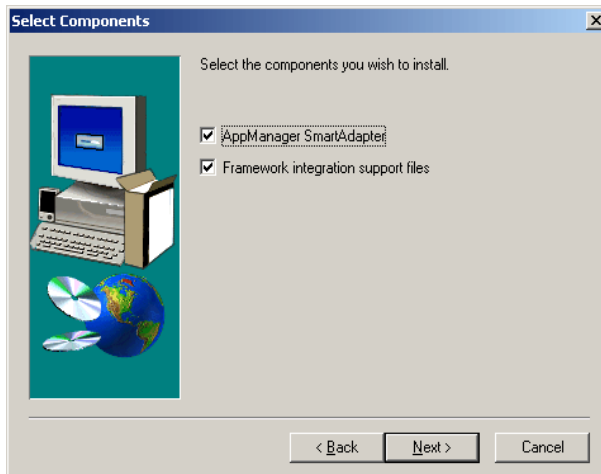 Select Components
Select the components you wish to install.
AppManager SmartAdapter
Framework integration support files
< Back
Next >
Cancel